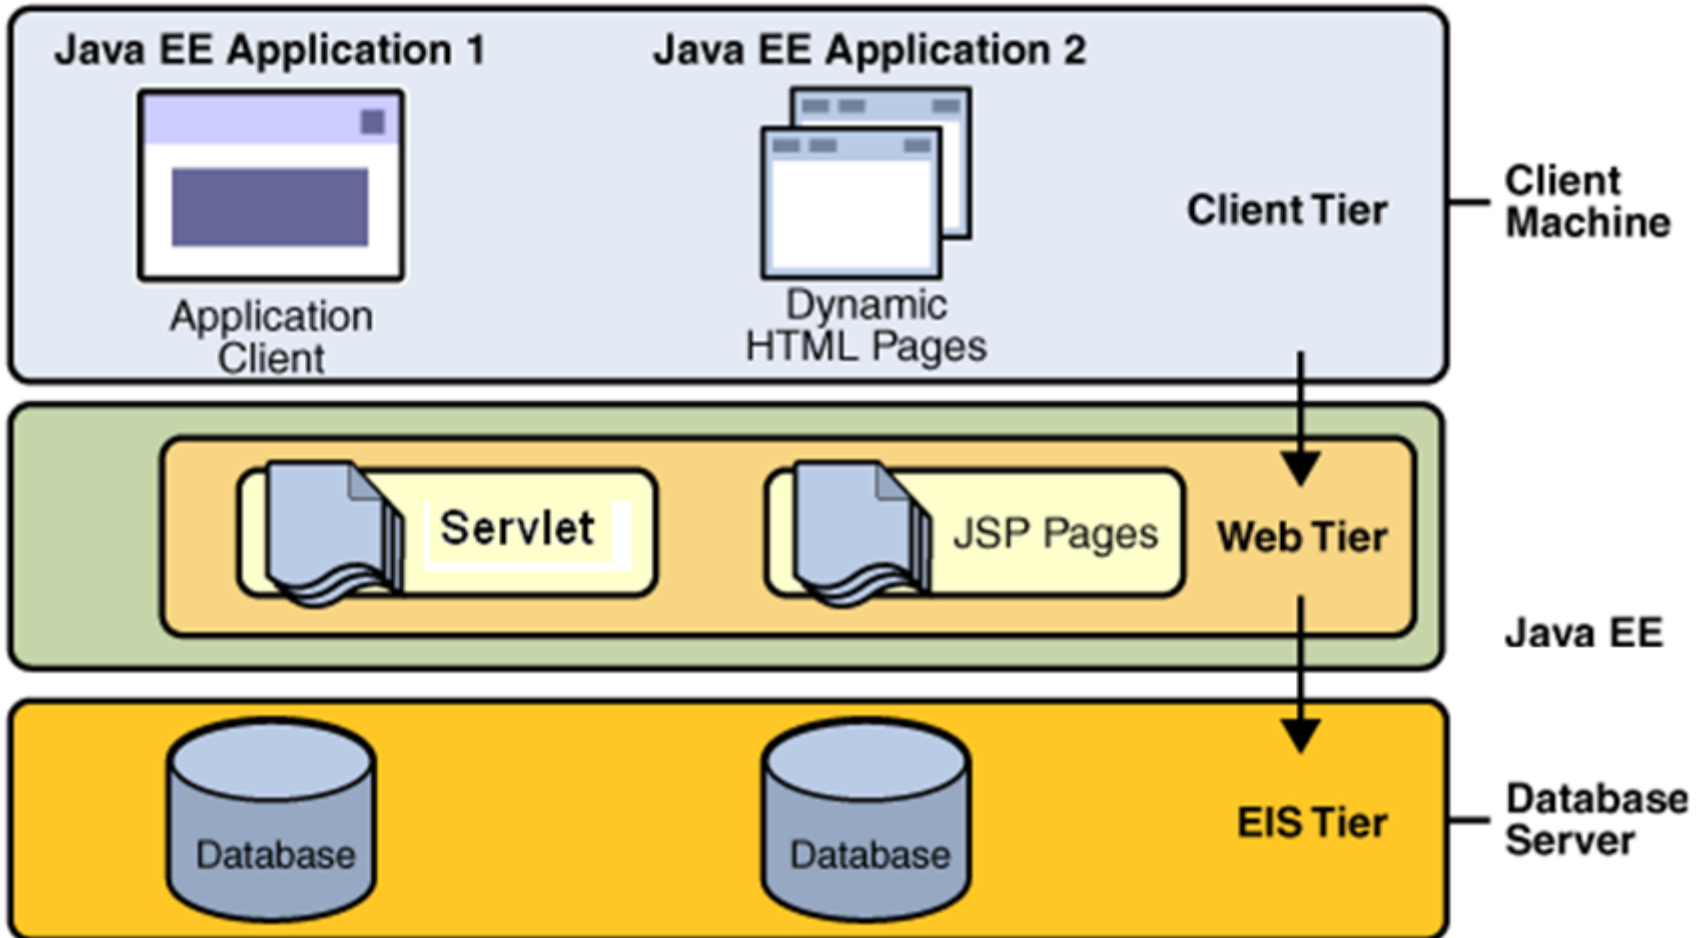 Java EE Application 1
Java EE Application 2
Application
Client
Dynamic
HTML Pages
Client Tier
Client
Machine
Servlet
JSP Pages
Web Tier
Java EE
Database
Database
EIS Tier
Database
Server